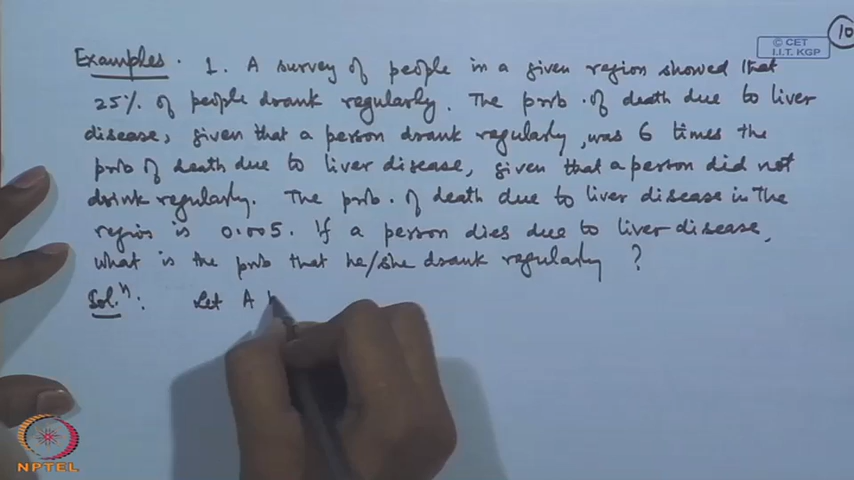 10
© CET
I.I.T. KGP
Examples. 1. A survey of people in a given region showed that
25% of people drank regularly. The prob. of death due to liver
disease, given that a person drank regularly, was 6 times the
prob of death due to liver disease, given that a person did not
drink regularly. The prob. of death due to liver disease in the
region is 0.005. If a person dies due to liver disease,
what is the prob that he/she drank regularly ?
Sol.ⁿ: Let A
NPTEL